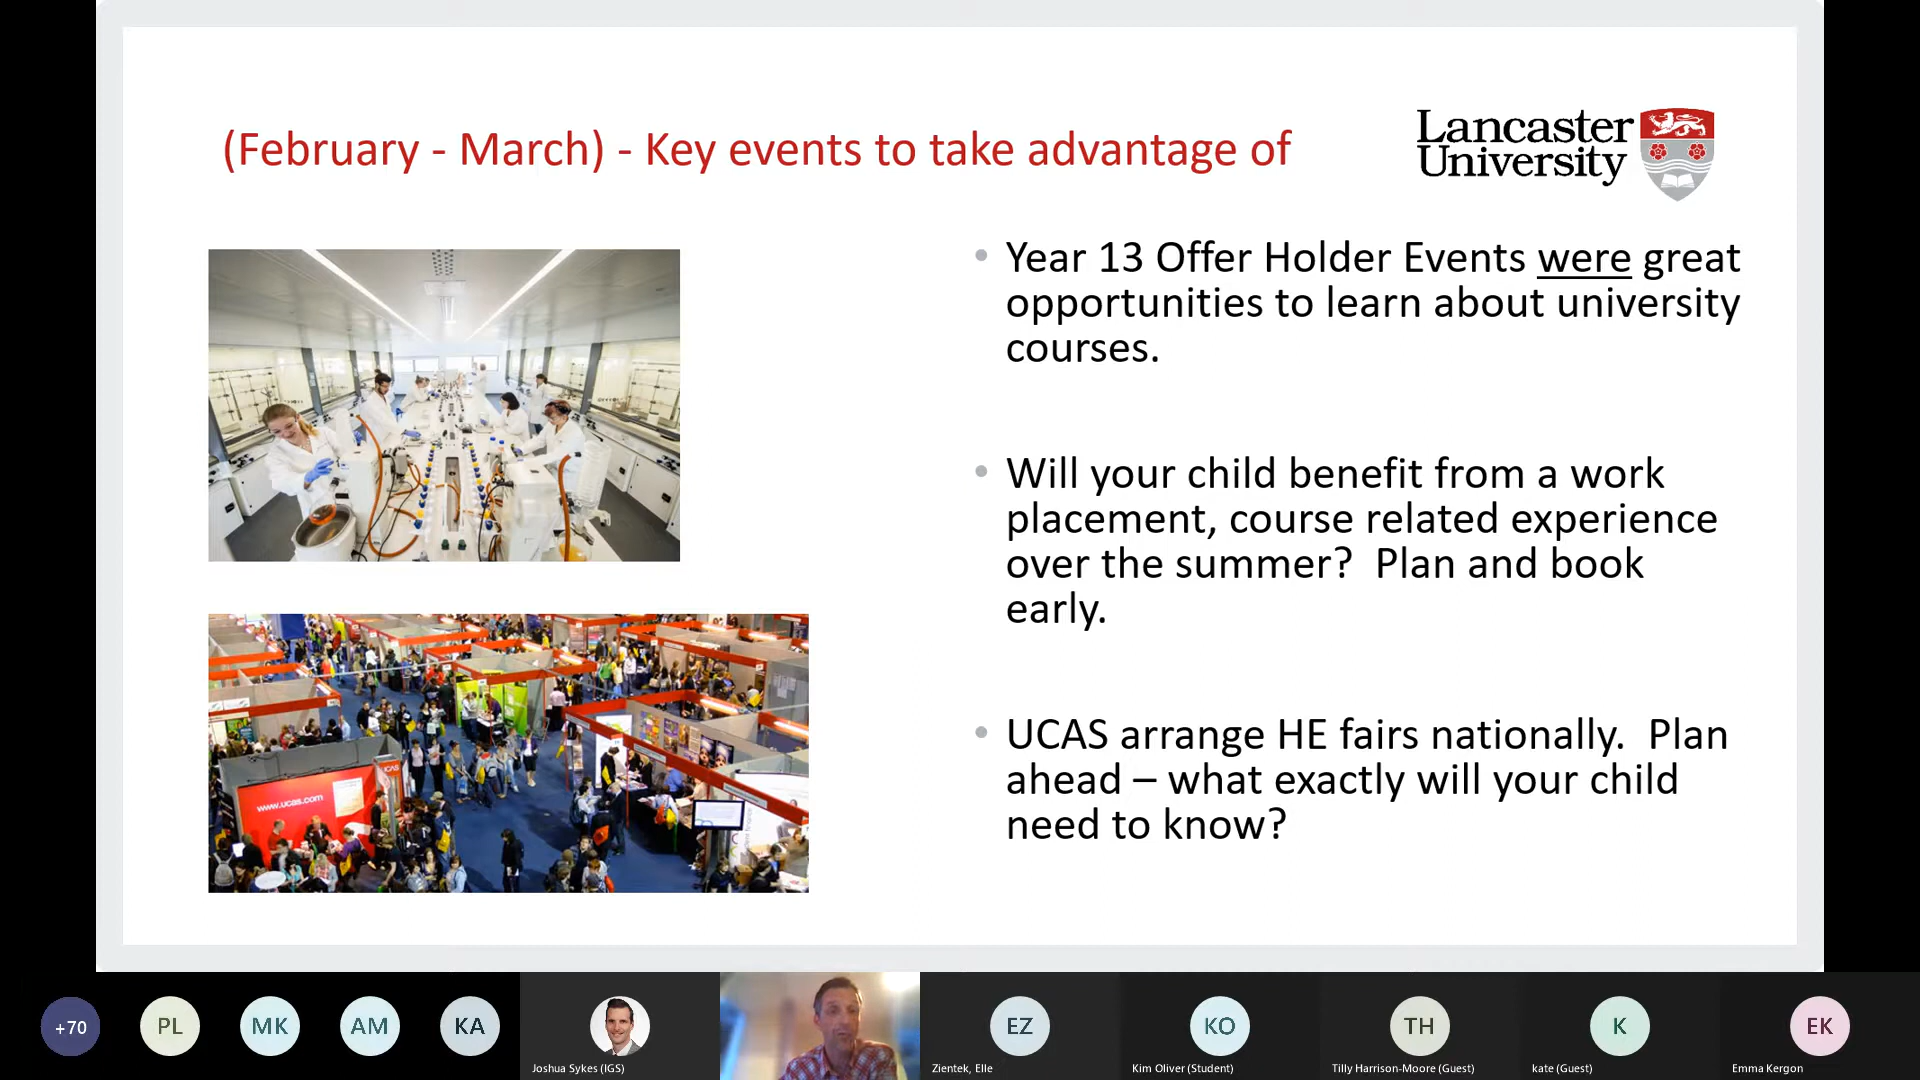 (February - March) - Key events to take advantage of
Lancaster
University
• Year 13 Offer Holder Events were great
opportunities to learn about university
courses.
• Will your child benefit from a work
placement, course related experience
over the summer?  Plan and book
early.
• UCAS arrange HE fairs nationally.  Plan
ahead – what exactly will your child
need to know?
UCAS
www.ucas.com
+70
PL
MK
AM
KA
Joshua Sykes (IGS)
EZ
Zientek, Elle
KO
Kim Oliver (Student)
TH
Tilly Harrison-Moore (Guest)
K
kate (Guest)
EK
Emma Kergon